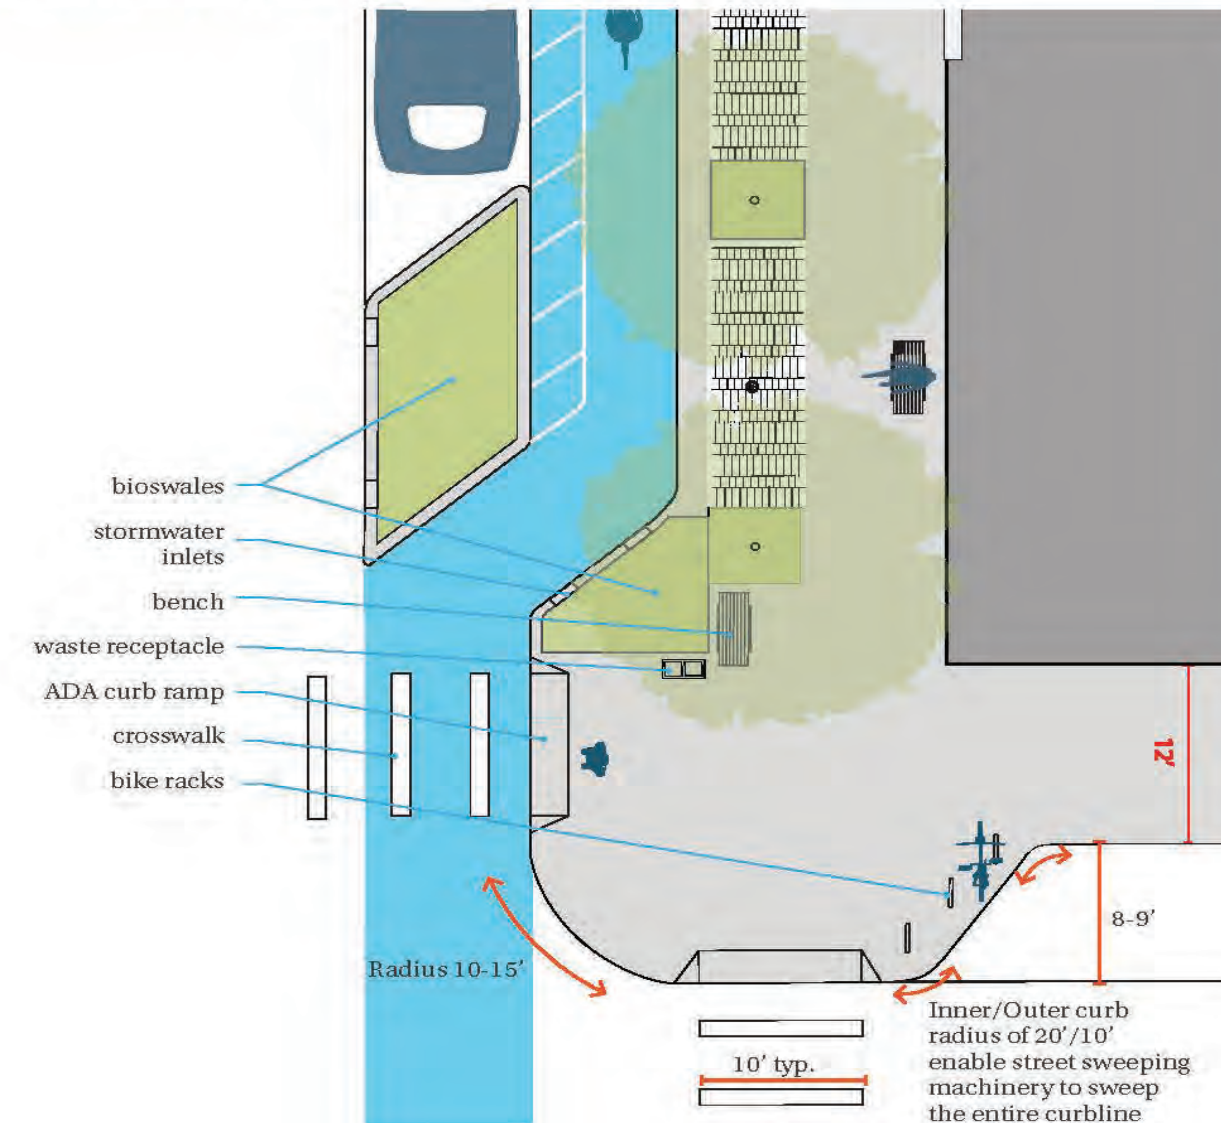 bioswales
stormwater
inlets
bench
waste receptacle
ADA curb ramp
crosswalk
bike racks
12'
8-9'
Radius 10-15'
10' typ.
Inner/Outer curb
radius of 20'/10'
enable street sweeping
machinery to sweep
the entire curbline